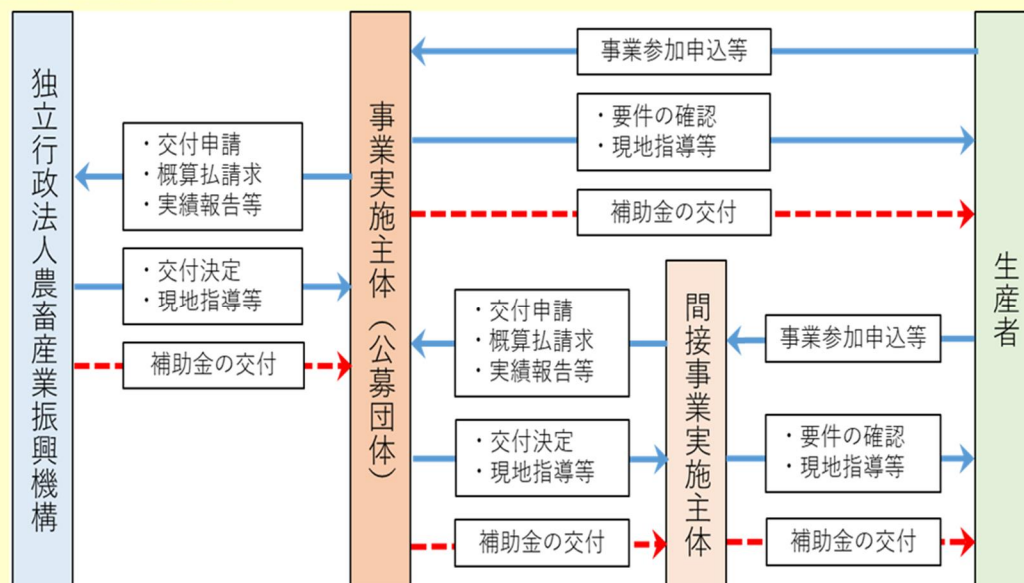 独立行政法人農畜産業振興機構
・交付申請
・概算払請求
・実績報告等
・交付決定
・現地指導等
補助金の交付
事業実施主体（公募団体）
事業参加申込等
・要件の確認
・現地指導等
補助金の交付
・交付申請
・概算払請求
・実績報告等
・交付決定
・現地指導等
補助金の交付
間接事業実施主体
事業参加申込等
・要件の確認
・現地指導等
補助金の交付
生産者